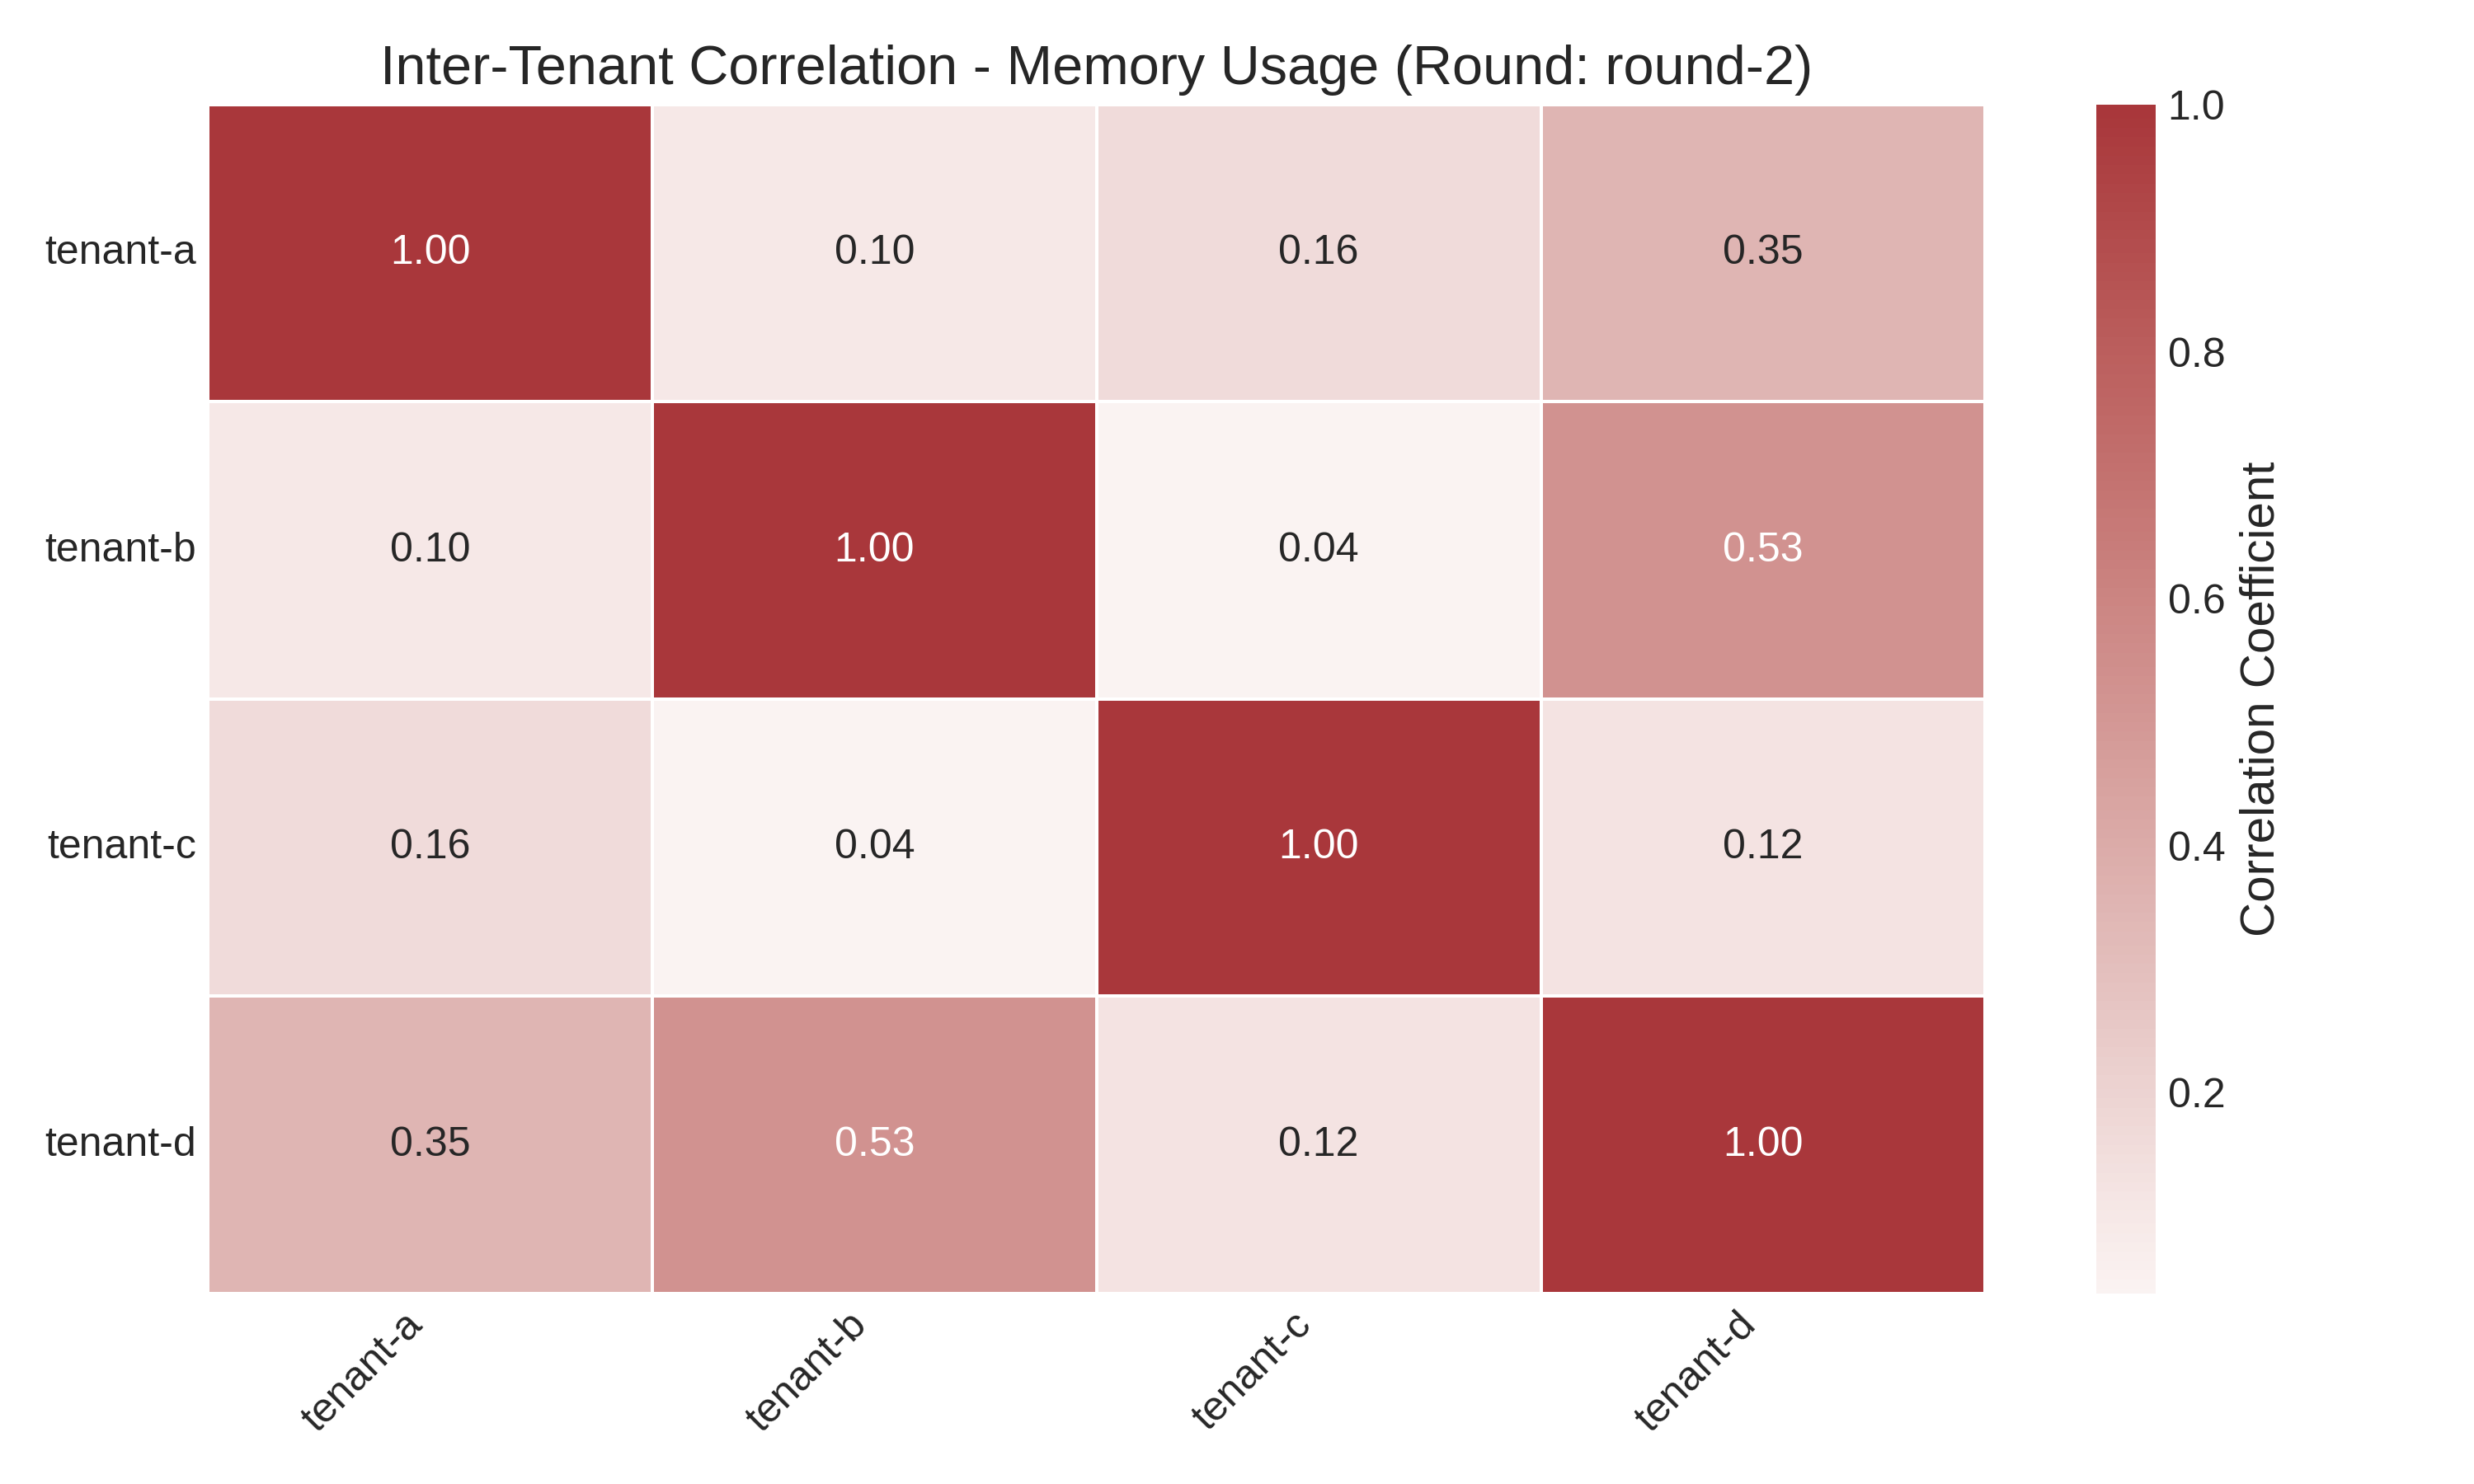 Inter-Tenant Correlation - Memory Usage (Round: round-2)
tenant-a 1.00 0.10 0.16 0.35
tenant-b 0.10 1.00 0.04 0.53
tenant-c 0.16 0.04 1.00 0.12
tenant-d 0.35 0.53 0.12 1.00
tenant-a tenant-b tenant-c tenant-d
1.0
0.8
0.6
0.4
0.2
Correlation Coefficient